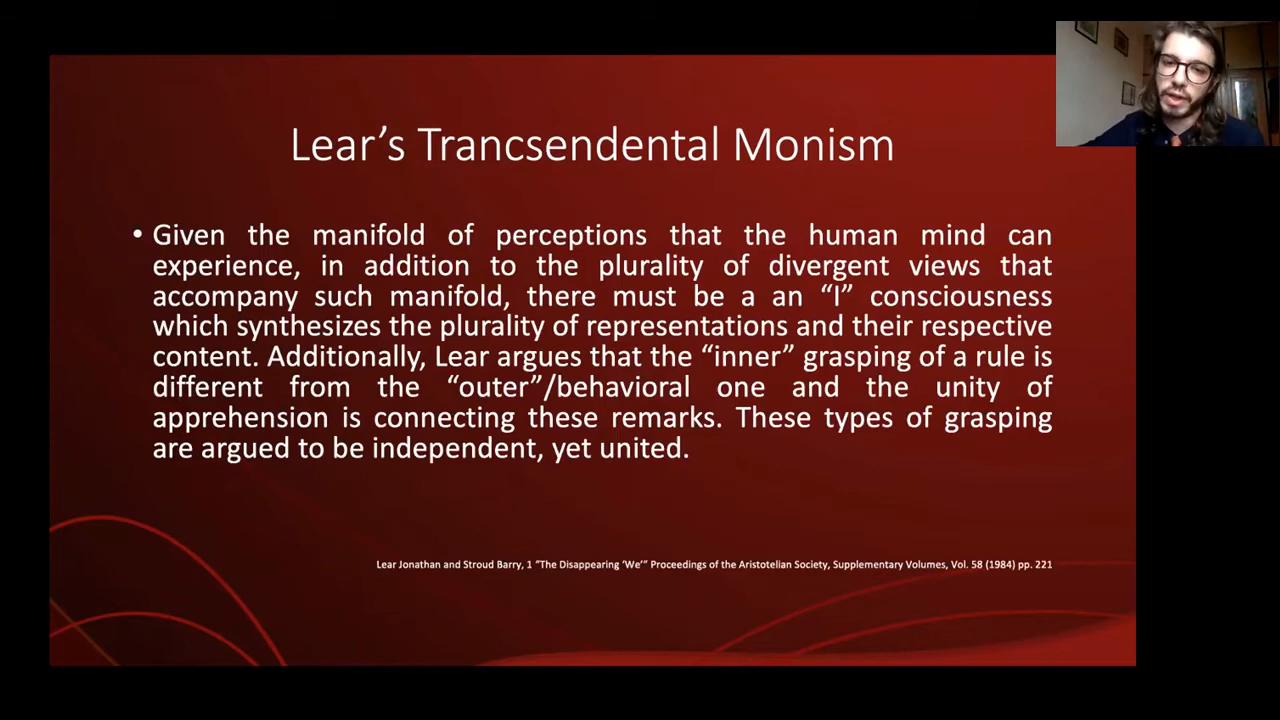 Lear’s Trancsendental Monism
• Given the manifold of perceptions that the human mind can
experience, in addition to the plurality of divergent views that
accompany such manifold, there must be a an “I” consciousness
which synthesizes the plurality of representations and their respective
content. Additionally, Lear argues that the “inner” grasping of a rule is
different from the “outer”/behavioral one and the unity of
apprehension is connecting these remarks. These types of grasping
are argued to be independent, yet united.
Lear Jonathan and Stroud Barry, 1 “The Disappearing ‘We’” Proceedings of the Aristotelian Society, Supplementary Volumes, Vol. 58 (1984) pp. 221